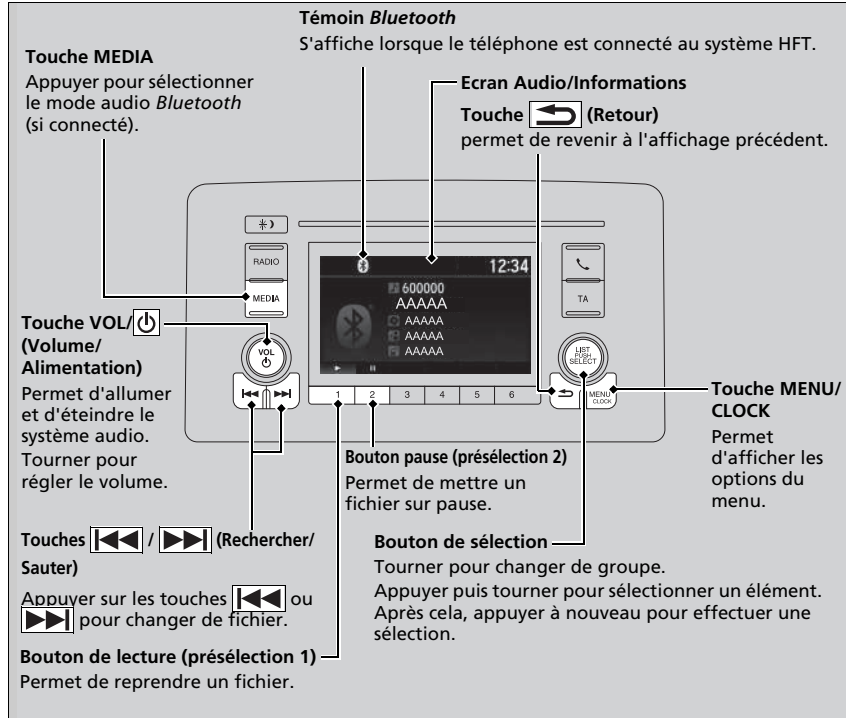 Témoin Bluetooth
S'affiche lorsque le téléphone est connecté au système HFT.
Touche MEDIA
Appuyer pour sélectionner
le mode audio Bluetooth
(si connecté).
Ecran Audio/Informations
Touche (Retour)
permet de revenir à l'affichage précédent.
RADIO
MEDIA
12:34
600000
AAAAA
AAAAA
AAAAA
AAAAA
TA
VOL
LIST
PUSH
SELECT
1 2 3 4 5 6
MENU
CLOCK
Touche VOL/
(Volume/
Alimentation)
Permet d'allumer
et d'éteindre le
système audio.
Tourner pour
régler le volume.
Touche MENU/
CLOCK
Permet
d'afficher les
options du
menu.
Bouton pause (présélection 2)
Permet de mettre un
fichier sur pause.
Touches / (Rechercher/
Sauter)
Appuyer sur les touches ou
pour changer de fichier.
Bouton de sélection
Tourner pour changer de groupe.
Appuyer puis tourner pour sélectionner un élément.
Après cela, appuyer à nouveau pour effectuer une
sélection.
Bouton de lecture (présélection 1)
Permet de reprendre un fichier.